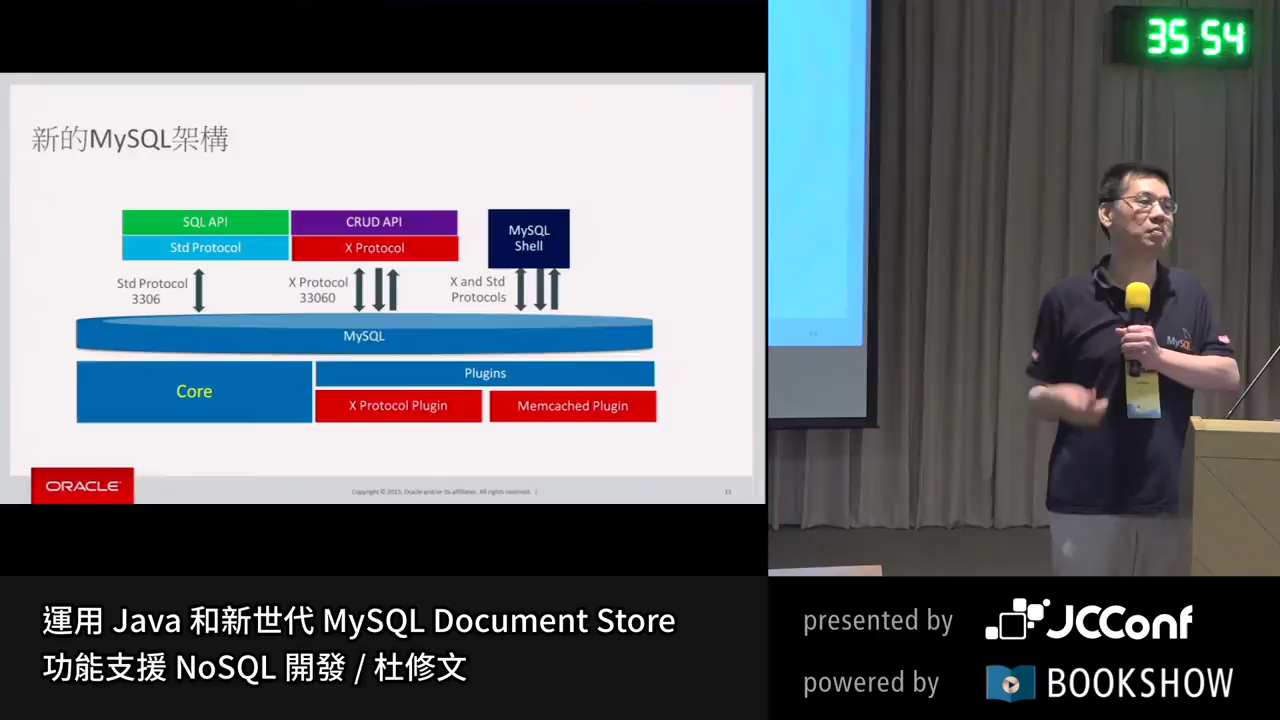 35 54
新的MySQL架構
SQL API
CRUD API
MySQL
Shell
Std Protocol
X Protocol
Std Protocol
3306
X Protocol
33060
X and Std
Protocols
MySQL
Core
Plugins
X Protocol Plugin
Memcached Plugin
ORACLE
Copyright © 2015, Oracle and/or its affiliates. All rights reserved. |
11
MySQL
運用 Java 和新世代 MySQL Document Store
功能支援 NoSQL 開發 / 杜修文
presented by
JCConf
powered by
BOOKSHOW